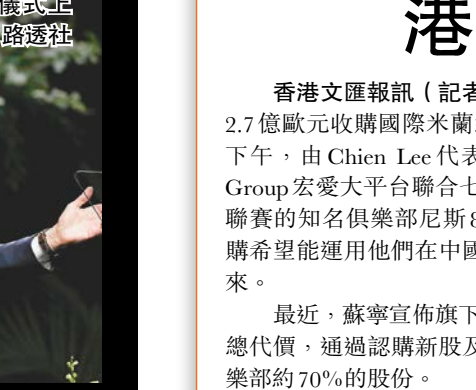 儀式上
路透社
港
香港文匯報訊（記者
2.7億歐元收購國際米蘭
下午，由Chien Lee代表
Group宏愛大平台聯合七
聯賽的知名俱樂部尼斯8
購希望能運用他們在中國
來。
最近，蘇寧宣佈旗下
總代價，通過認購新股及
樂部約70%的股份。